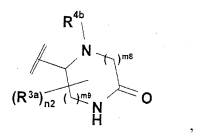 R4b
N
( )m8
(R3a)n2
( )m9
O
N
H
,